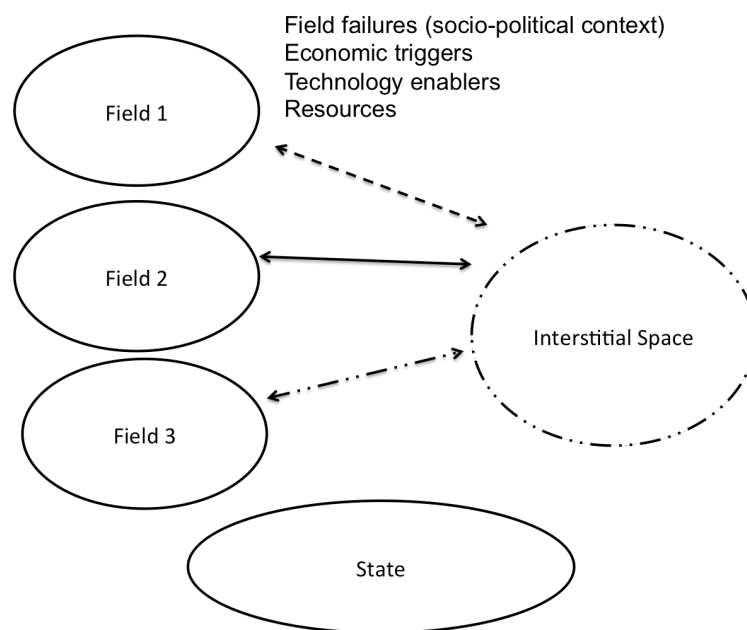 Field failures (socio-political context)
Economic triggers
Technology enablers
Resources
Field 1
Field 2
Interstitial Space
Field 3
State